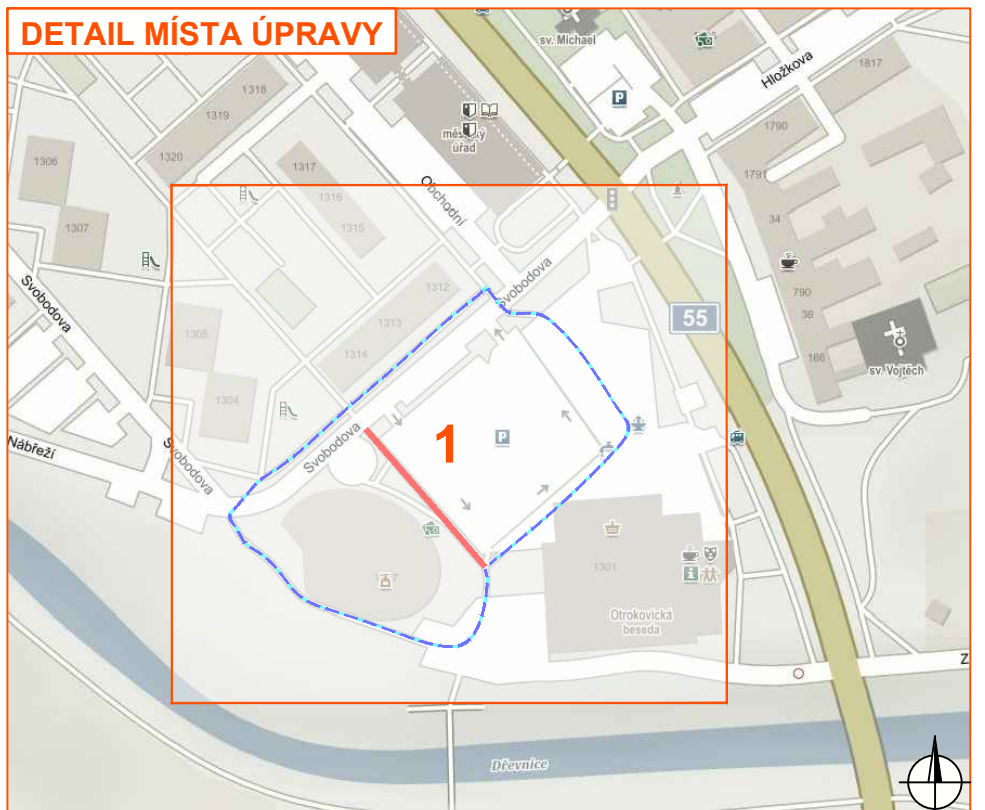 DETAIL MÍSTA ÚPRAVY
sv. Michael
P
Hložkova
1817
1318
1319
1320
městský
úřad
1790
1791
1306
1317
1316
1315
Obchodní
34
1307
Svobodova
1312
Svobodova
790
36
55
1305
1313
1314
166
sv. Vojtěch
1304
Svobodova
1
P
Nábřeží
Svobodova
1301
i
Otrokovická
beseda
Z
Dřevnice